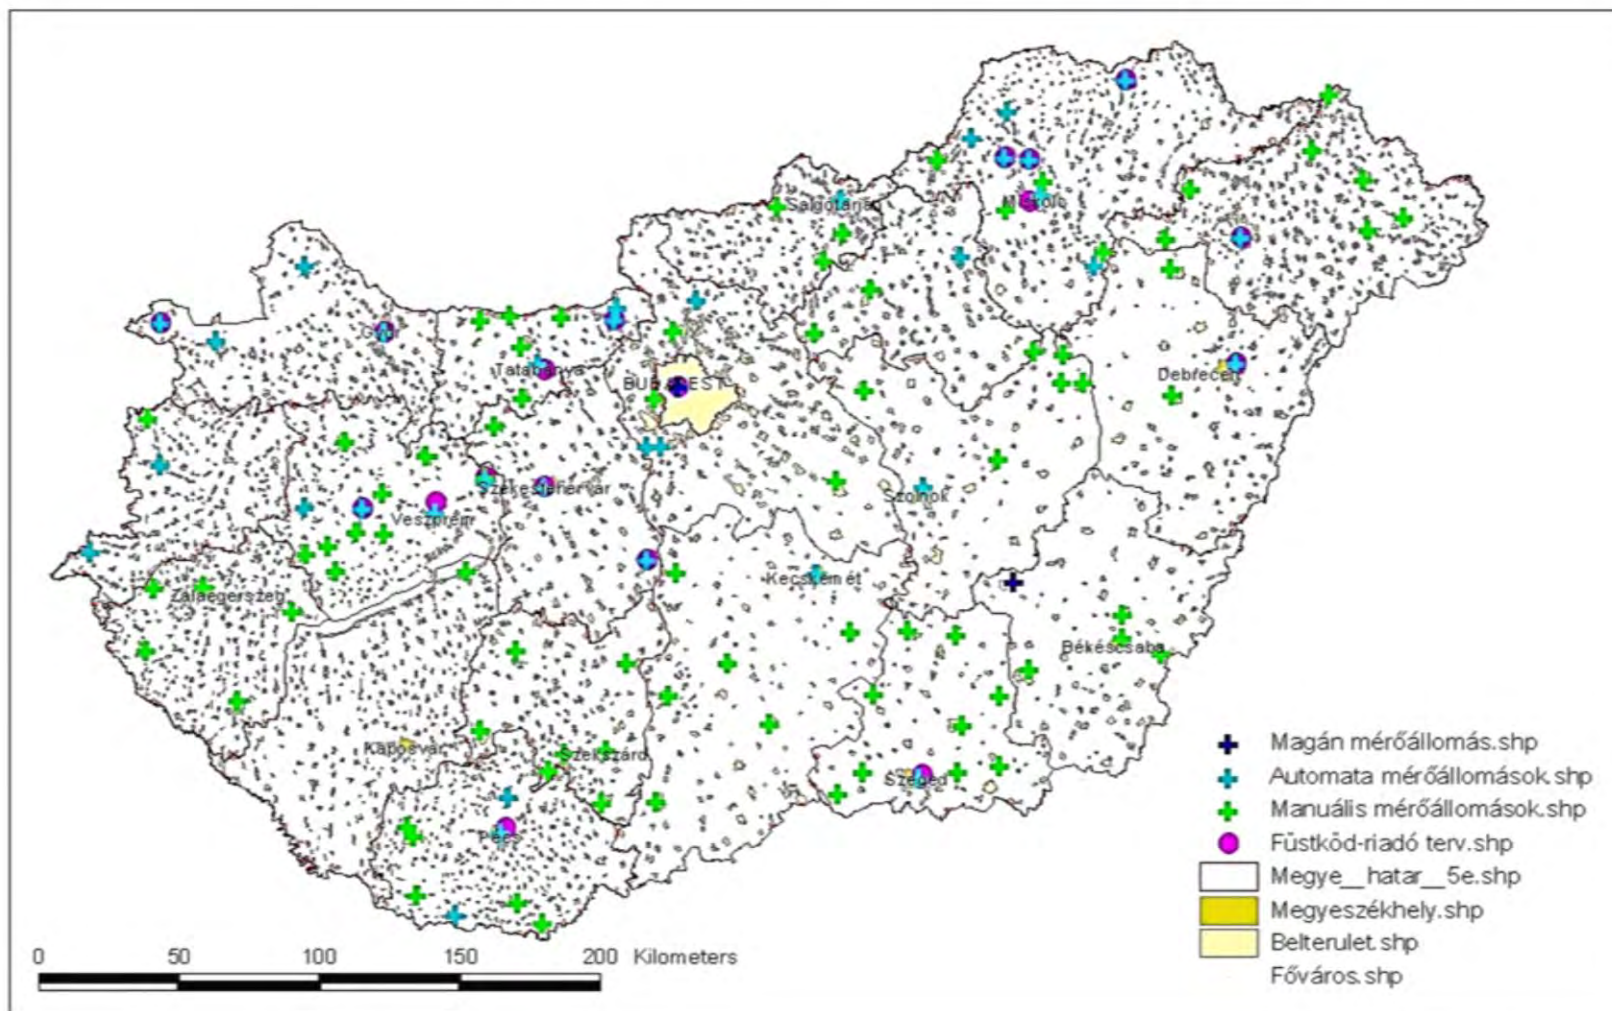 Salgótarján
Miskolc
Győr
Tatabánya
BUDAPEST
Debrecen
Székesfehérvár
Szolnok
Veszprém
Kecskemét
Zalaegerszeg
Békéscsaba
Kaposvár
Szekszárd
Szeged
Pécs
Magán mérőállomás.shp
Automata mérőállomások.shp
Manuális mérőállomások.shp
Füstköd-riadó terv.shp
Megye__hatar__5e.shp
Megyeszékhely.shp
Belterulet.shp
Főváros.shp
0 50 100 150 200 Kilometers